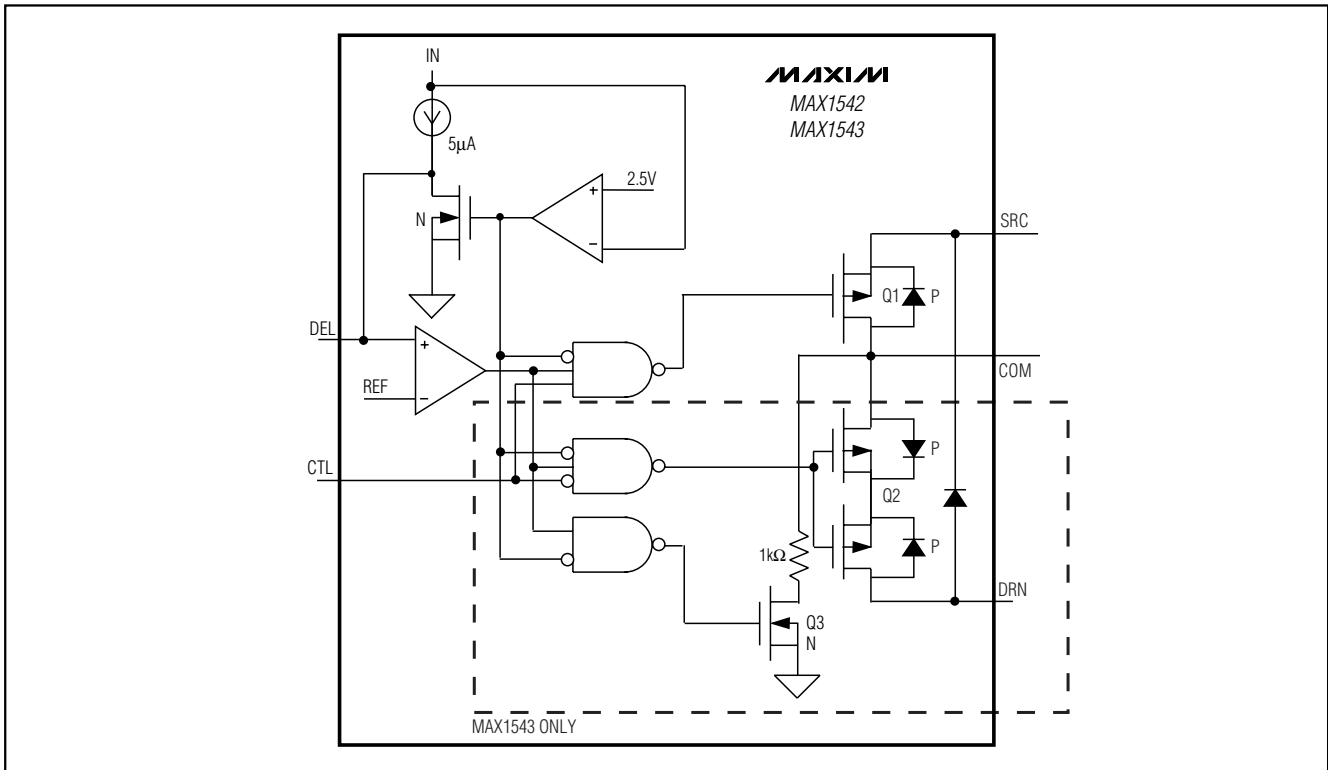 IN
MAXIM
MAX1542
MAX1543
5μA
2.5V
+
N
−
SRC
Q1
P
DEL
+
COM
REF
−
P
CTL
Q2
P
1kΩ
DRN
Q3
N
MAX1543 ONLY